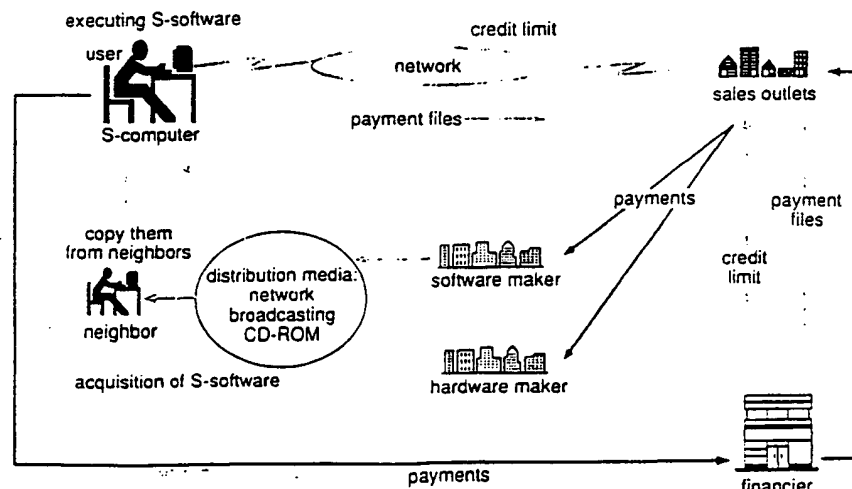 executing S-software
user
S-computer
credit limit
network
payment files
sales outlets
payments
payment
files
credit
limit
copy them
from neighbors
neighbor
distribution media:
network
broadcasting
CD-ROM
software maker
hardware maker
acquisition of S-software
payments
financier